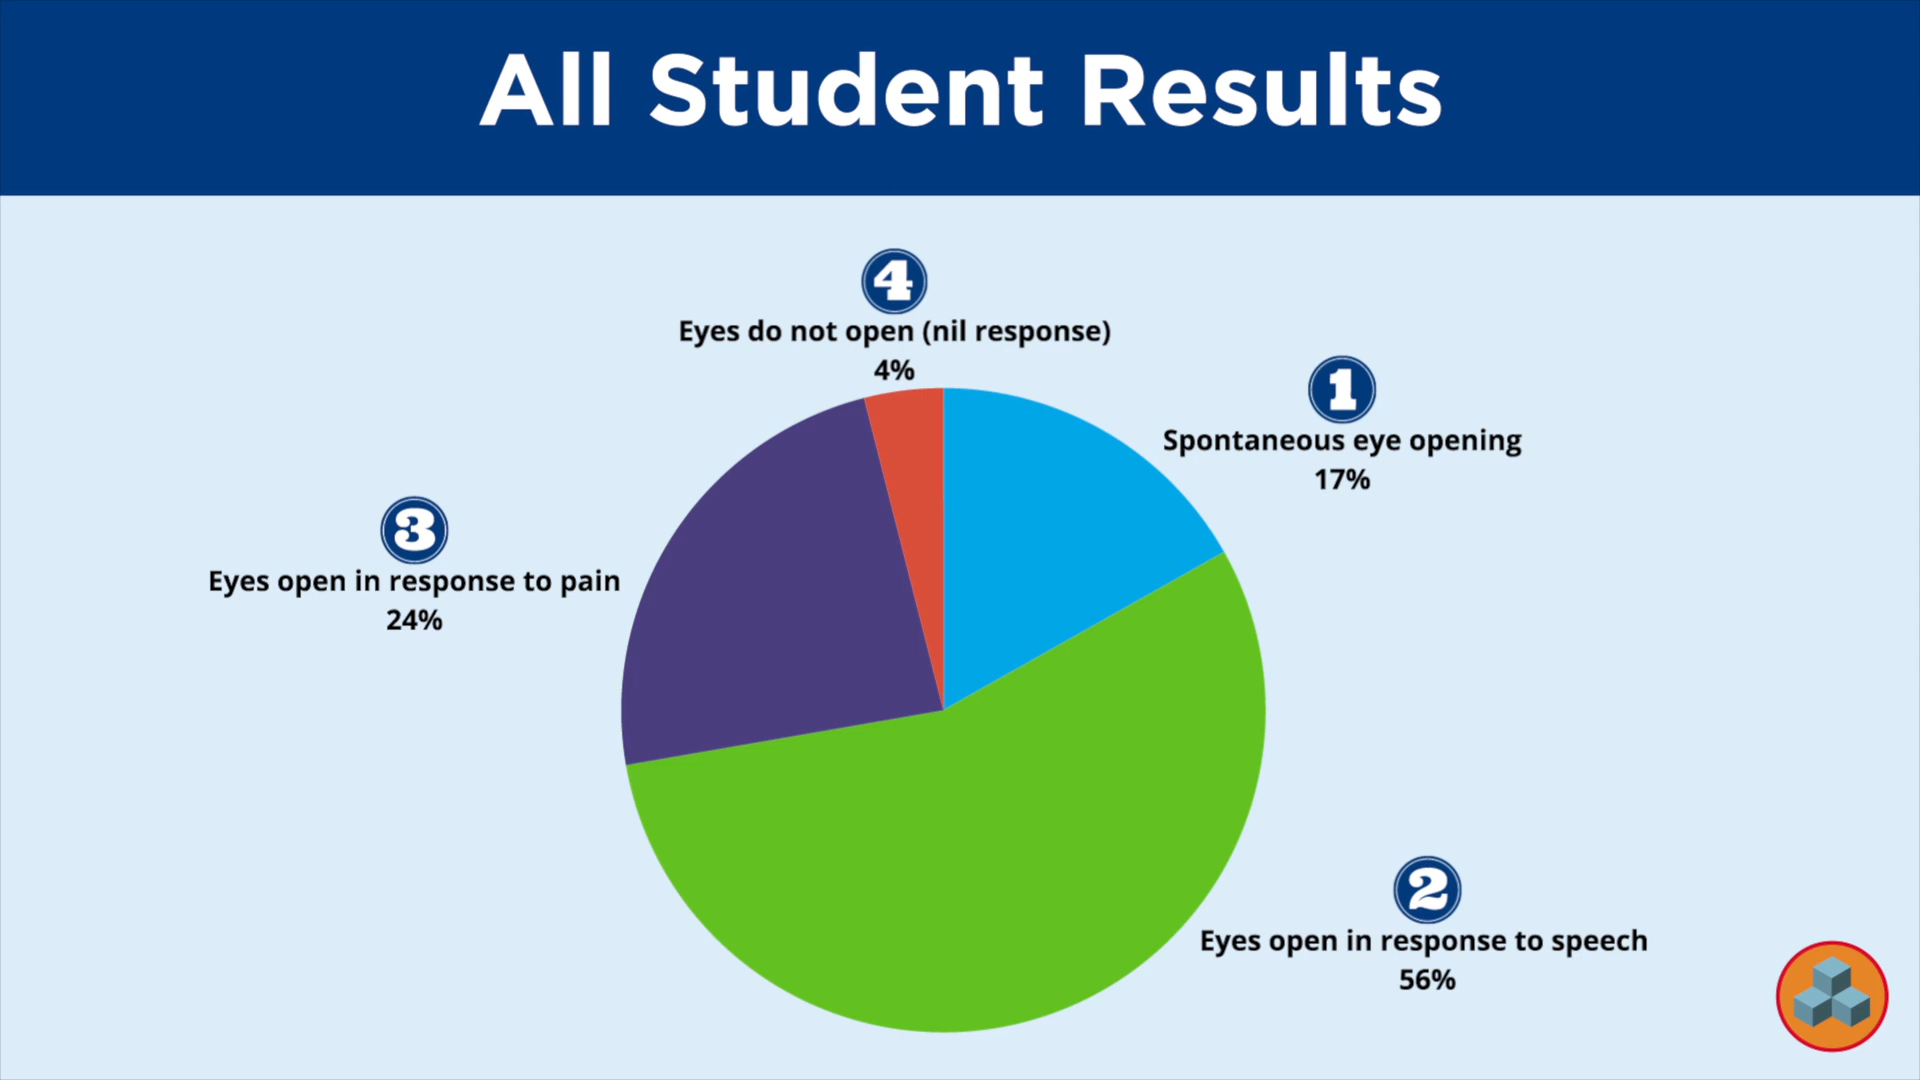 All Student Results
4
Eyes do not open (nil response)
4%
1
Spontaneous eye opening
17%
3
Eyes open in response to pain
24%
2
Eyes open in response to speech
56%